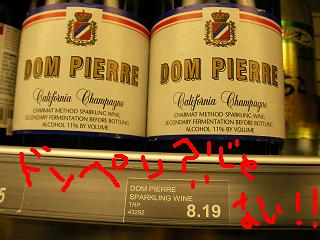 DOM PIERRE
California Champagne
CHARMAT METHOD SPARKLING WINE,
SECONDARY FERMENTATION BEFORE BOTTLING
ALCOHOL 11% BY VOLUME
DOM PIERRE
California Champagne
CHARMAT METHOD SPARKLING WINE,
SECONDARY FERMENTATION BEFORE BOTTLING
ALCOHOL 11% BY VOLUME
ドンペリ?!じゃ
ない!!
5
DOM PIERRE
SPARKLING WINE
TRP
43292
8.19